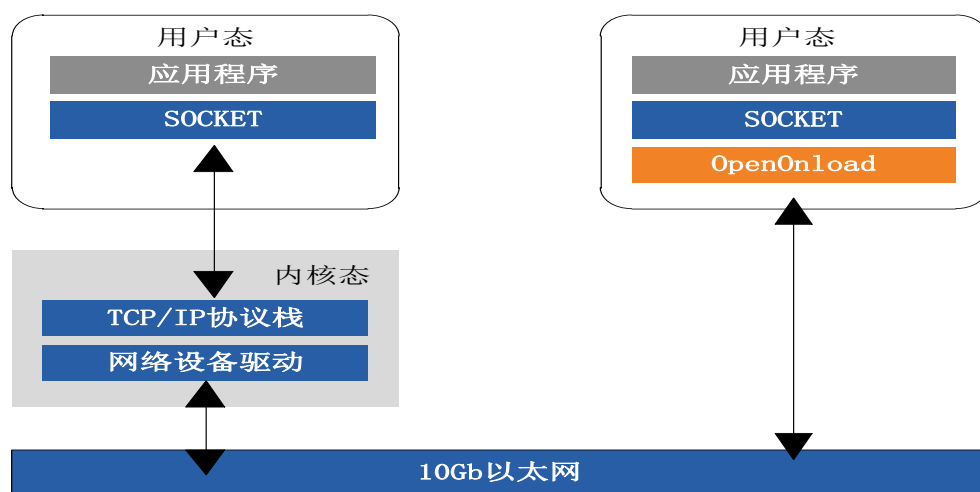 用户态
应用程序
SOCKET
内核态
TCP/IP协议栈
网络设备驱动
用户态
应用程序
SOCKET
OpenOnload
10Gb以太网